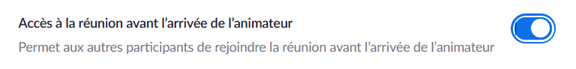 Accès à la réunion avant l’arrivée de l’animateur
Permet aux autres participants de rejoindre la réunion avant l’arrivée de l’animateur